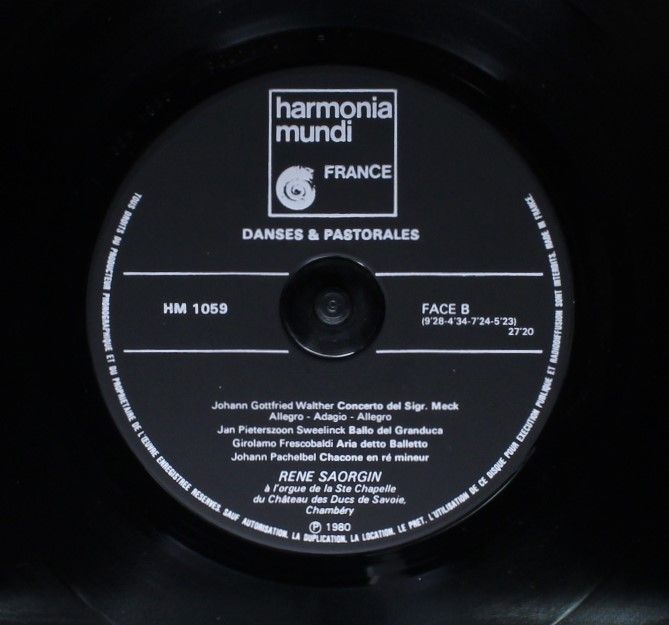 harmonia
mundi
FRANCE
DANSES & PASTORALES
HM 1059
FACE B
(9'28-4'34-7'24-5'23)
27'20
Johann Gottfried Walther Concerto del Sigr. Meck
Allegro - Adagio - Allegro
Jan Pieterszoon Sweelinck Ballo del Granduca
Girolamo Frescobaldi Aria detto Balletto
Johann Pachelbel Chacone en ré mineur
RENE SAORGIN
à l'orgue de la Ste Chapelle
du Château des Ducs de Savoie,
Chambéry
℗ 1980
TOUS DROITS DU PRODUCTEUR PHONOGRAPHIQUE ET DU PROPRIETAIRE DE L'ŒUVRE ENREGISTREE RESERVES. SAUF AUTORISATION, LA DUPLICATION, LA LOCATION, LE PRET, L'UTILISATION DE CE DISQUE POUR EXECUTION PUBLIQUE ET RADIODIFFUSION SONT INTERDITS. MADE IN FRANCE.